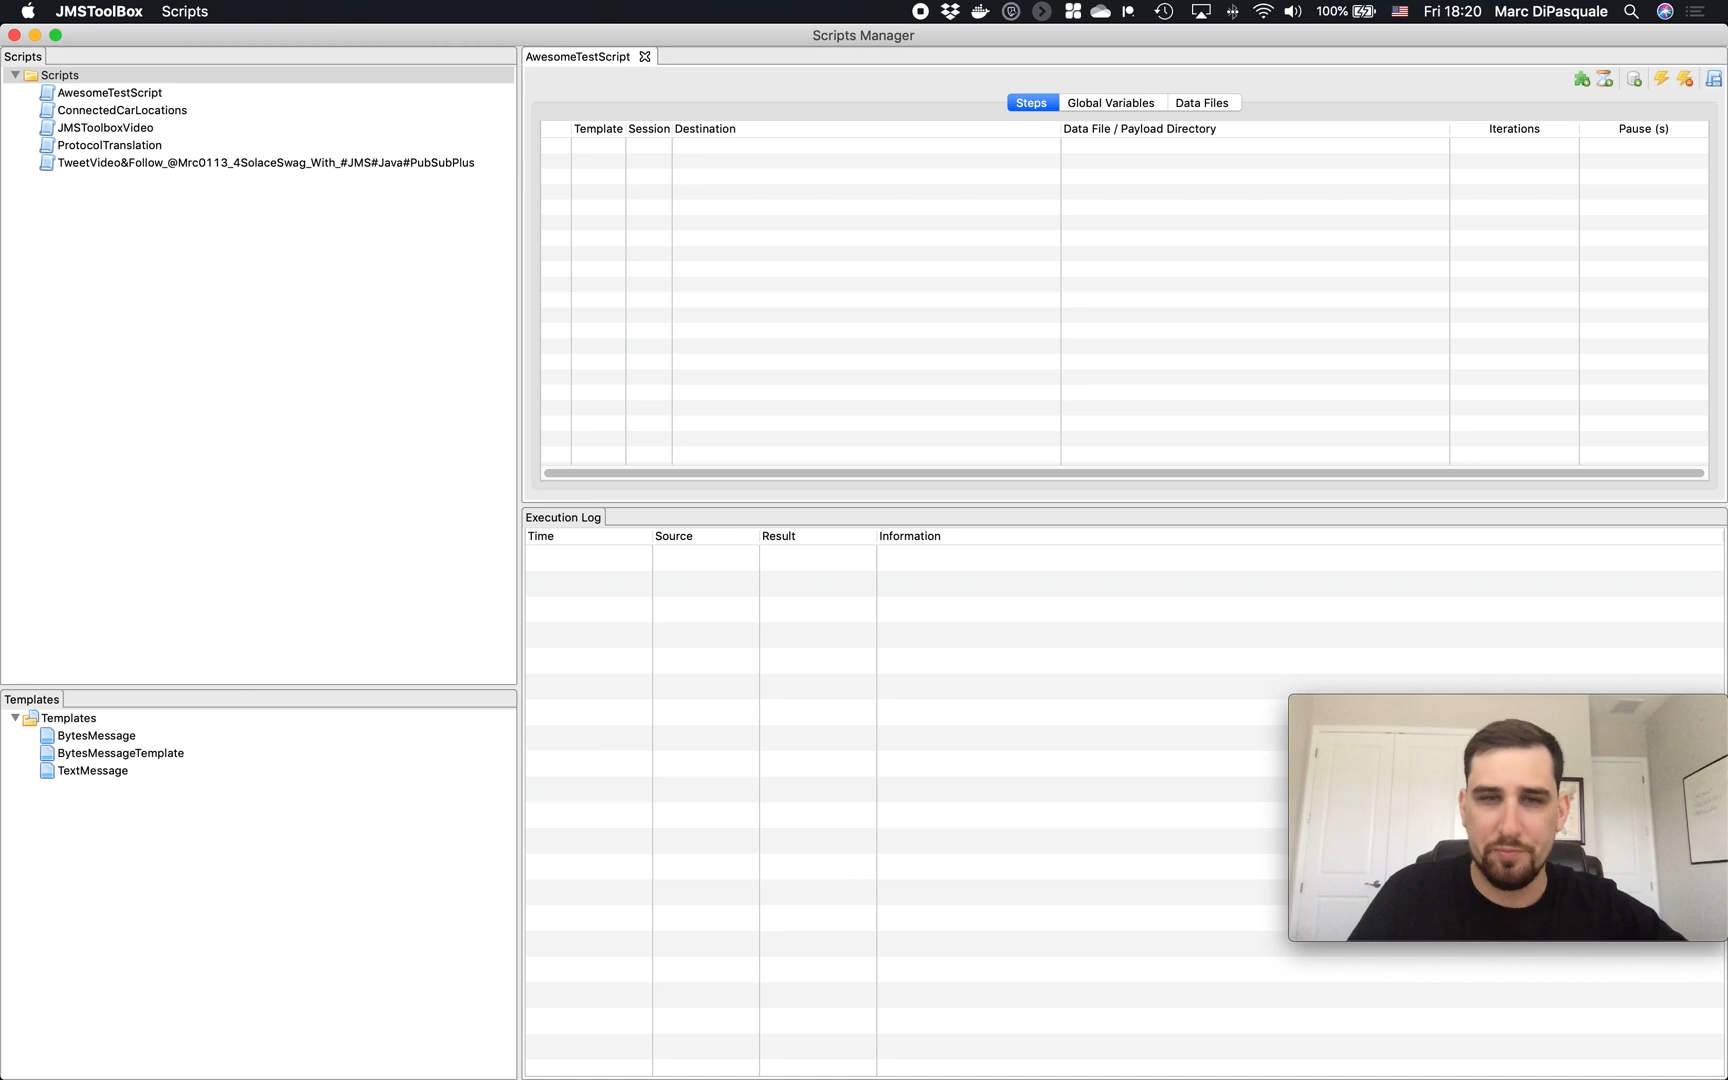 JMSToolBox Scripts 100% Fri 18:20 Marc DiPasquale
Scripts Manager
Scripts
Scripts
AwesomeTestScript
ConnectedCarLocations
JMSToolboxVideo
ProtocolTranslation
TweetVideo&Follow_@Mrc0113_4SolaceSwag_With_#JMS#Java#PubSubPlus
AwesomeTestScript
Steps Global Variables Data Files
Template Session Destination Data File / Payload Directory Iterations Pause (s)
Execution Log
Time Source Result Information
Templates
Templates
BytesMessage
BytesMessageTemplate
TextMessage